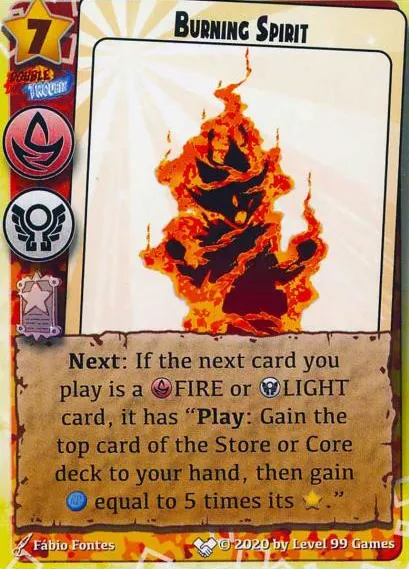 7
BURNING SPIRIT
DOUBLE
TROUBLE
Next: If the next card you
play is a FIRE or LIGHT
card, it has “Play: Gain the
top card of the Store or Core
deck to your hand, then gain
equal to 5 times its .”
Fábio Fontes
© 2020 by Level 99 Games